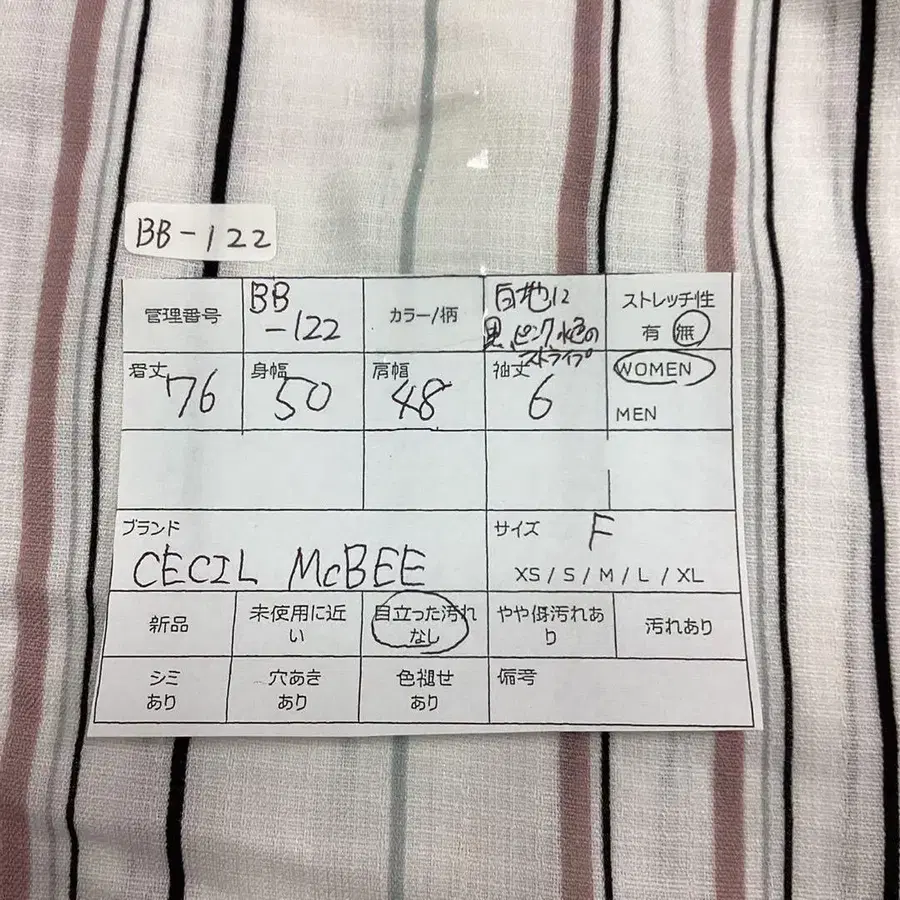 BB-122
管理番号
BB
-122
カラー/柄
白地に
黒、ピンク、水色の
ストライプ
ストレッチ性
有 無
着丈
76
身幅
50
肩幅
48
袖丈
6
WOMEN
MEN
ブランド
CECIL McBEE
サイズ
F
XS / S / M / L / XL
新品
未使用に近
い
目立った汚れ
なし
やや傷汚れあ
り
汚れあり
シミ
あり
穴あき
あり
色褪せ
あり
備考